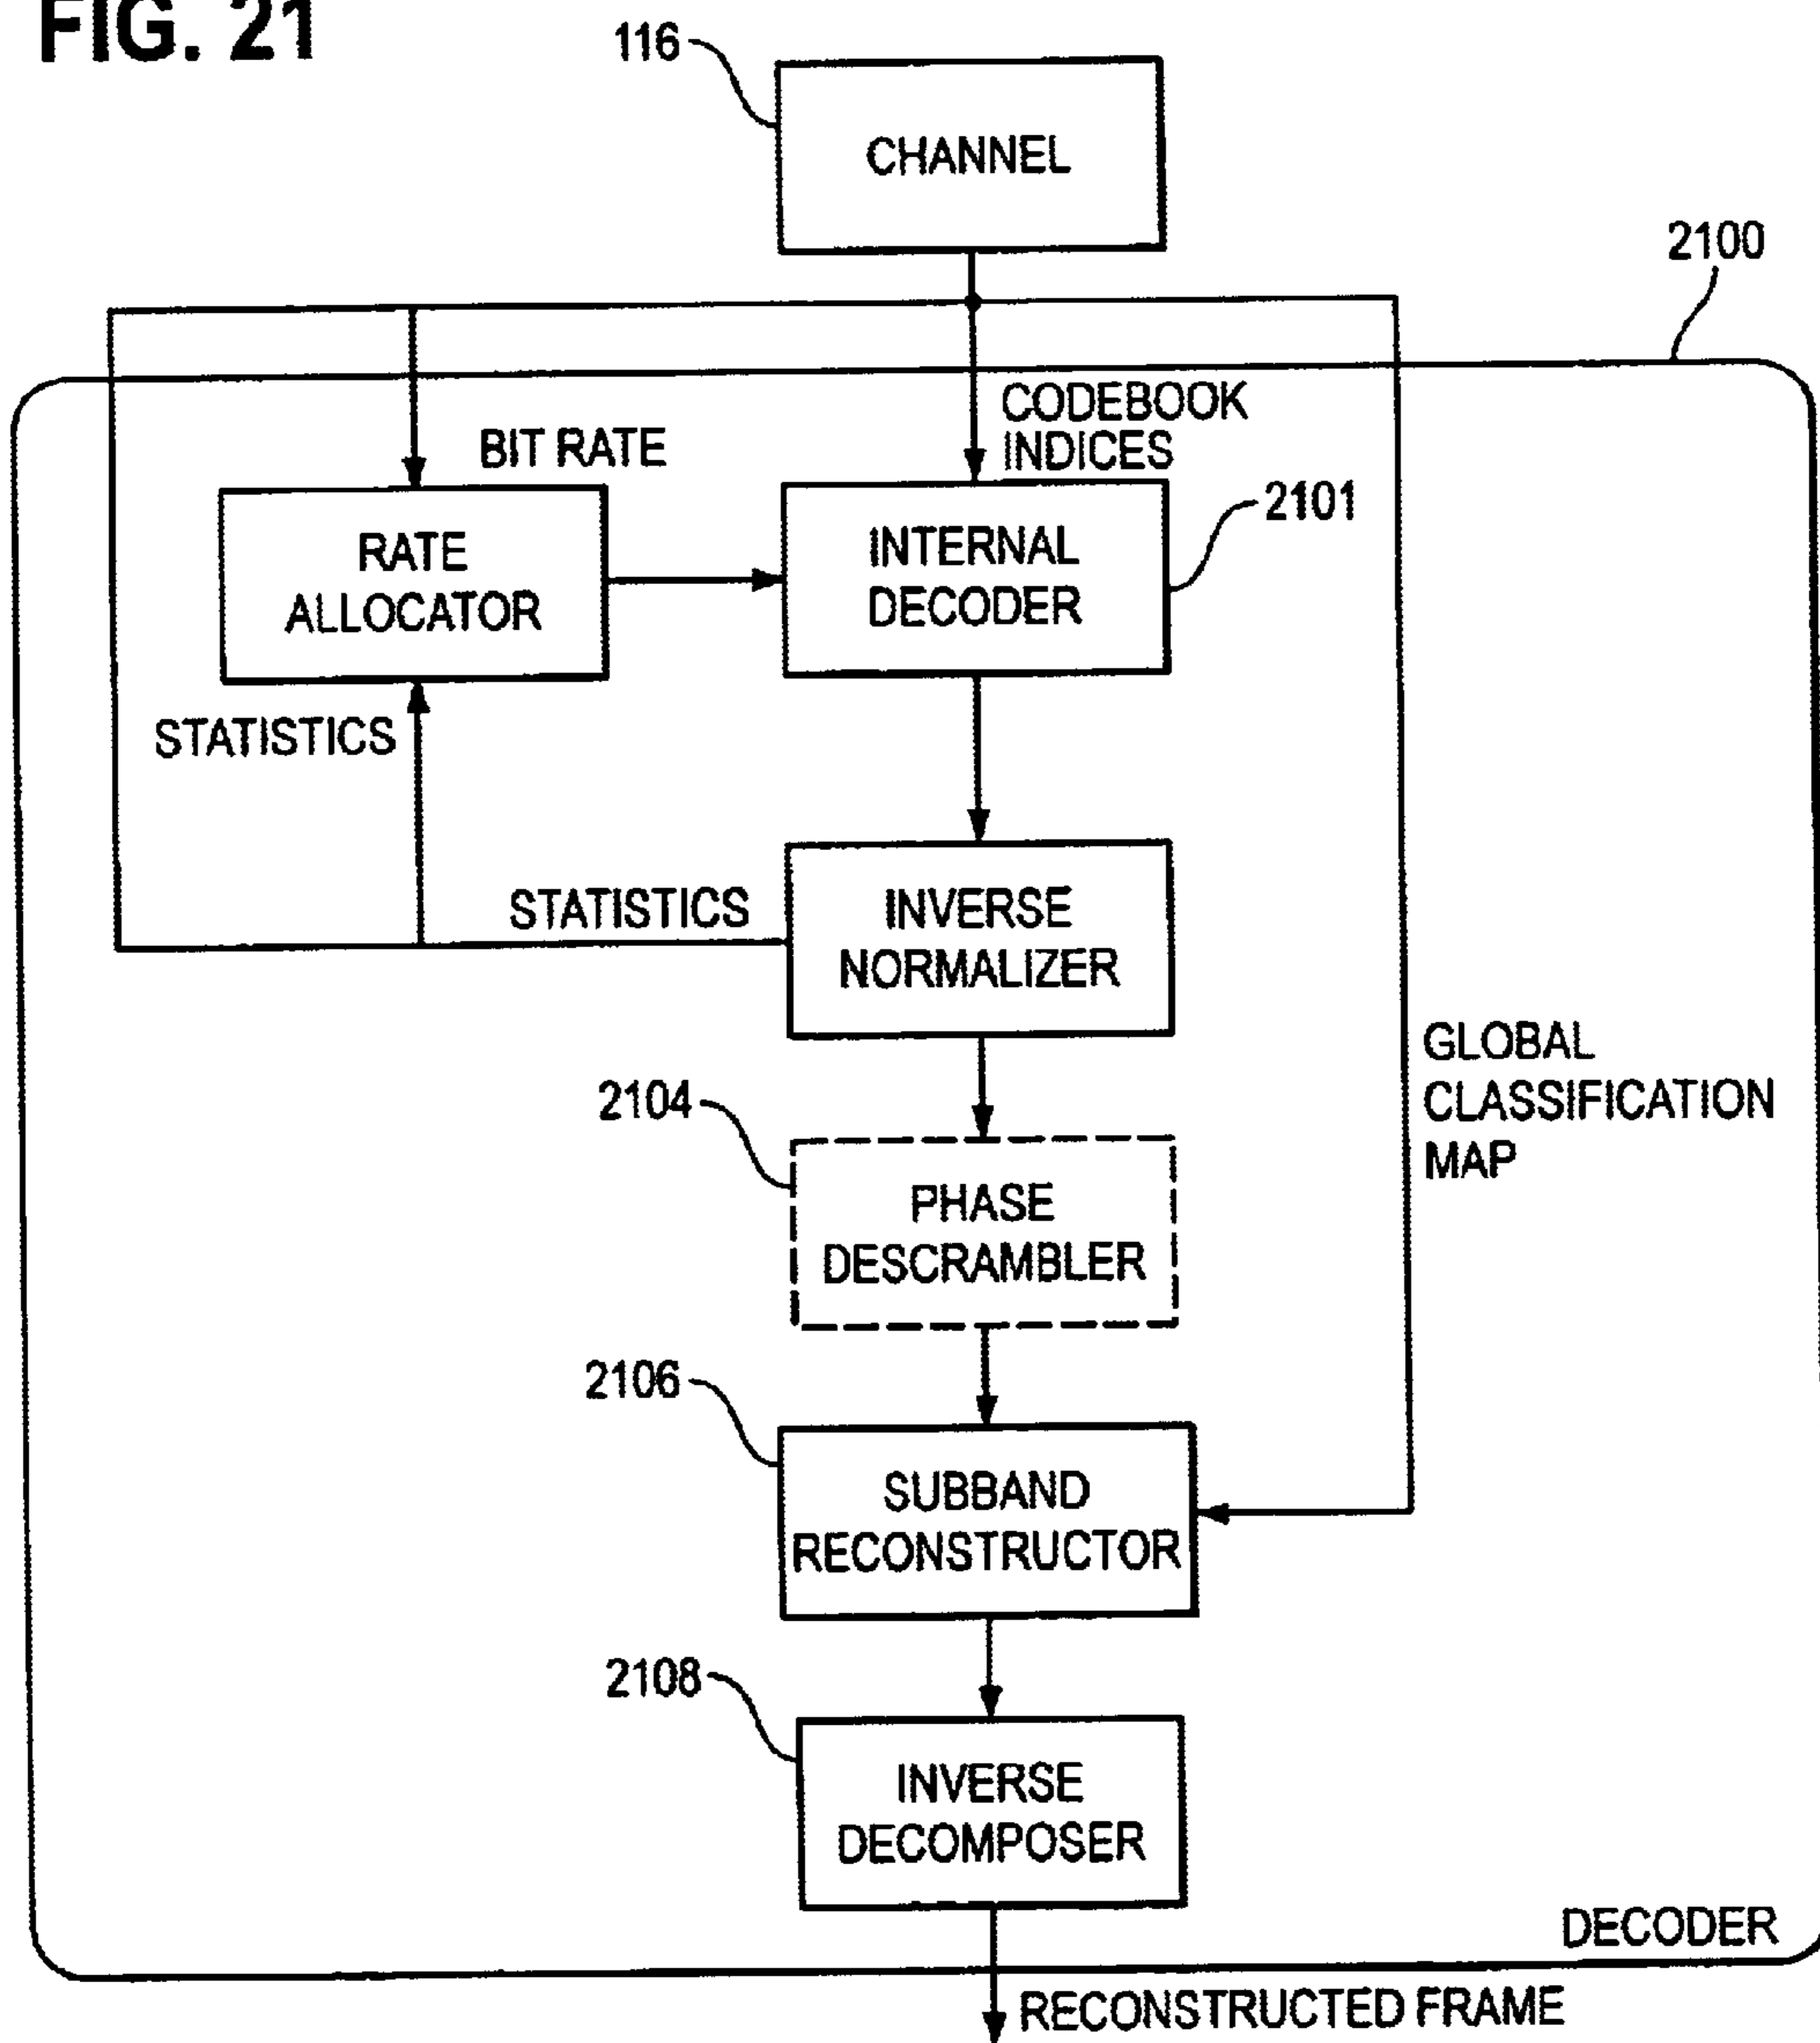 FIG. 21
116
CHANNEL
2100
CODEBOOK
INDICES
BIT RATE
2101
RATE
ALLOCATOR
INTERNAL
DECODER
STATISTICS
STATISTICS
INVERSE
NORMALIZER
GLOBAL
CLASSIFICATION
MAP
2104
PHASE
DESCRAMBLER
2106
SUBBAND
RECONSTRUCTOR
2108
INVERSE
DECOMPOSER
DECODER
RECONSTRUCTED FRAME